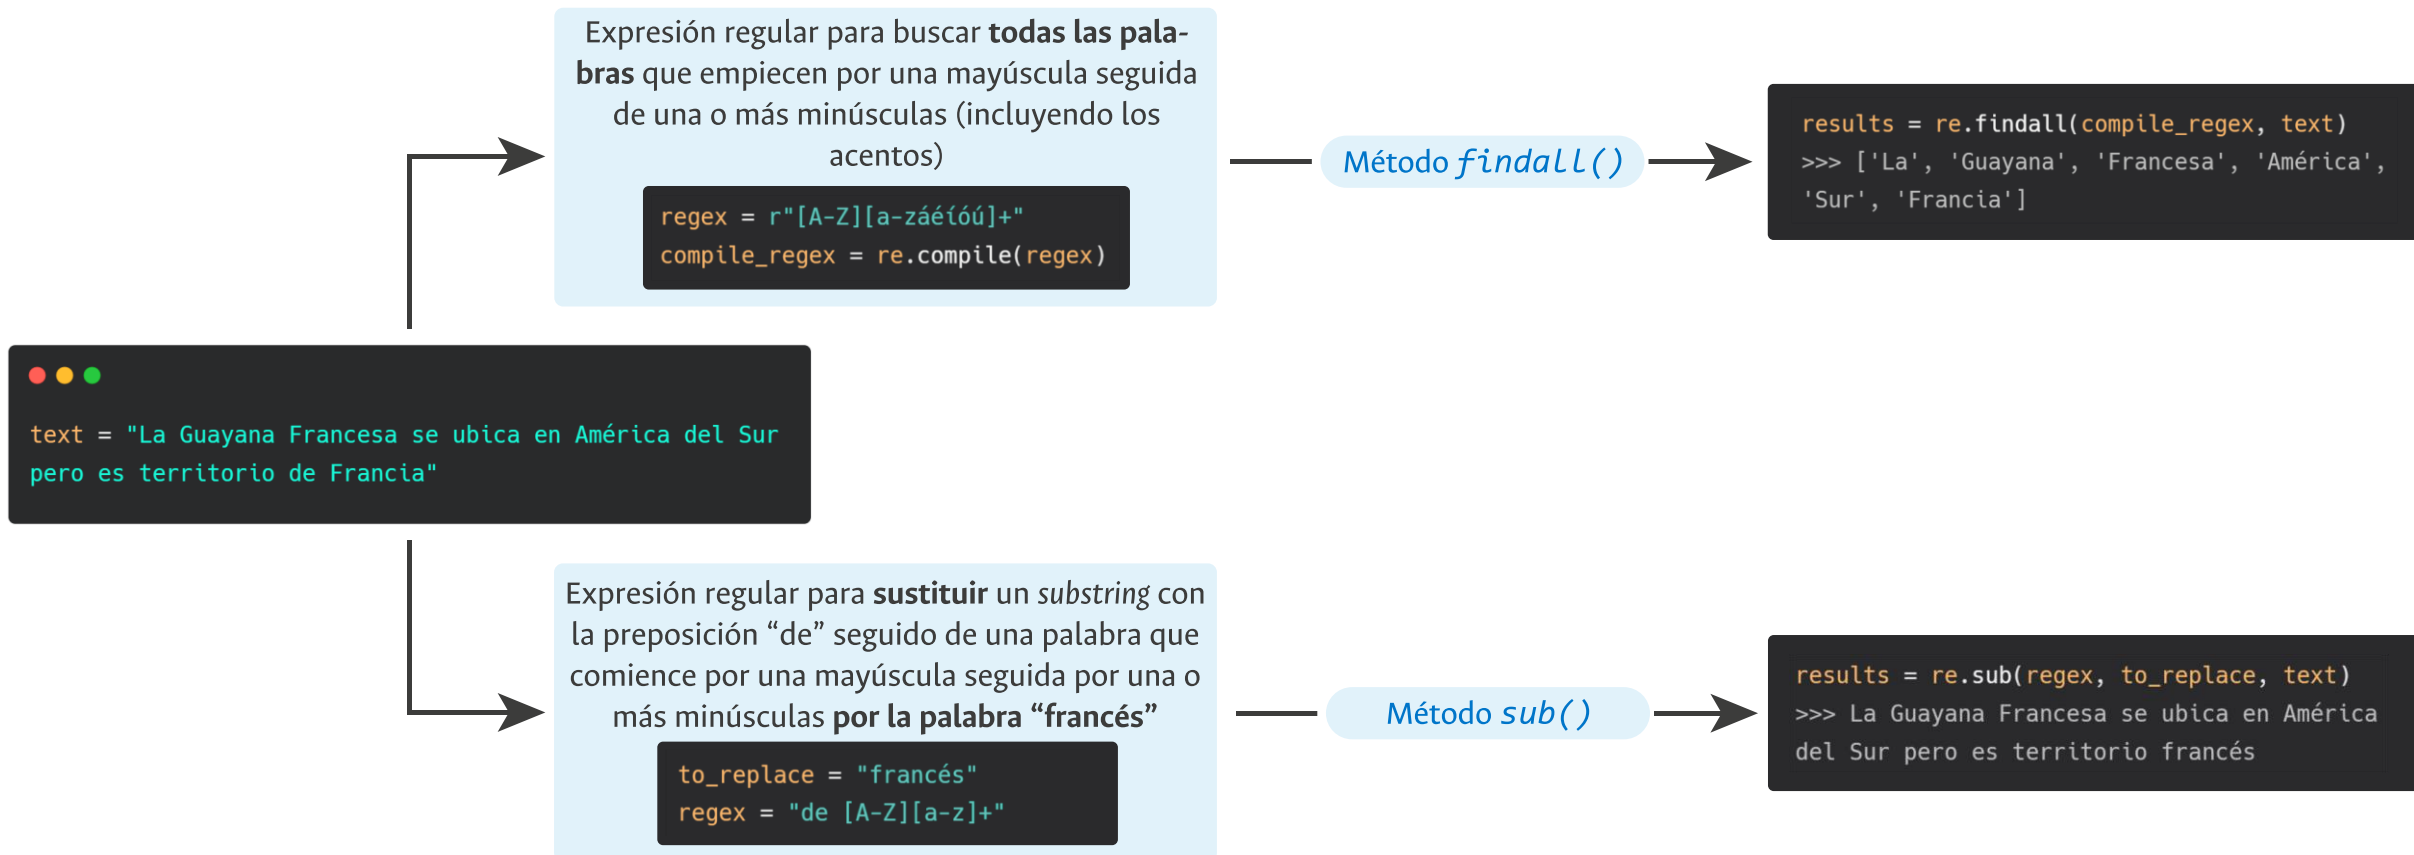 Expresión regular para buscar todas las pala-
bras que empiecen por una mayúscula seguida
de una o más minúsculas (incluyendo los
acentos)
regex = r"[A-Z][a-záéíóú]+"
compile_regex = re.compile(regex)
Método findall()
results = re.findall(compile_regex, text)
>>> ['La', 'Guayana', 'Francesa', 'América',
'Sur', 'Francia']
text = "La Guayana Francesa se ubica en América del Sur
pero es territorio de Francia"
Expresión regular para sustituir un substring con
la preposición “de” seguido de una palabra que
comience por una mayúscula seguida por una o
más minúsculas por la palabra “francés”
to_replace = "francés"
regex = "de [A-Z][a-z]+"
Método sub()
results = re.sub(regex, to_replace, text)
>>> La Guayana Francesa se ubica en América
del Sur pero es territorio francés